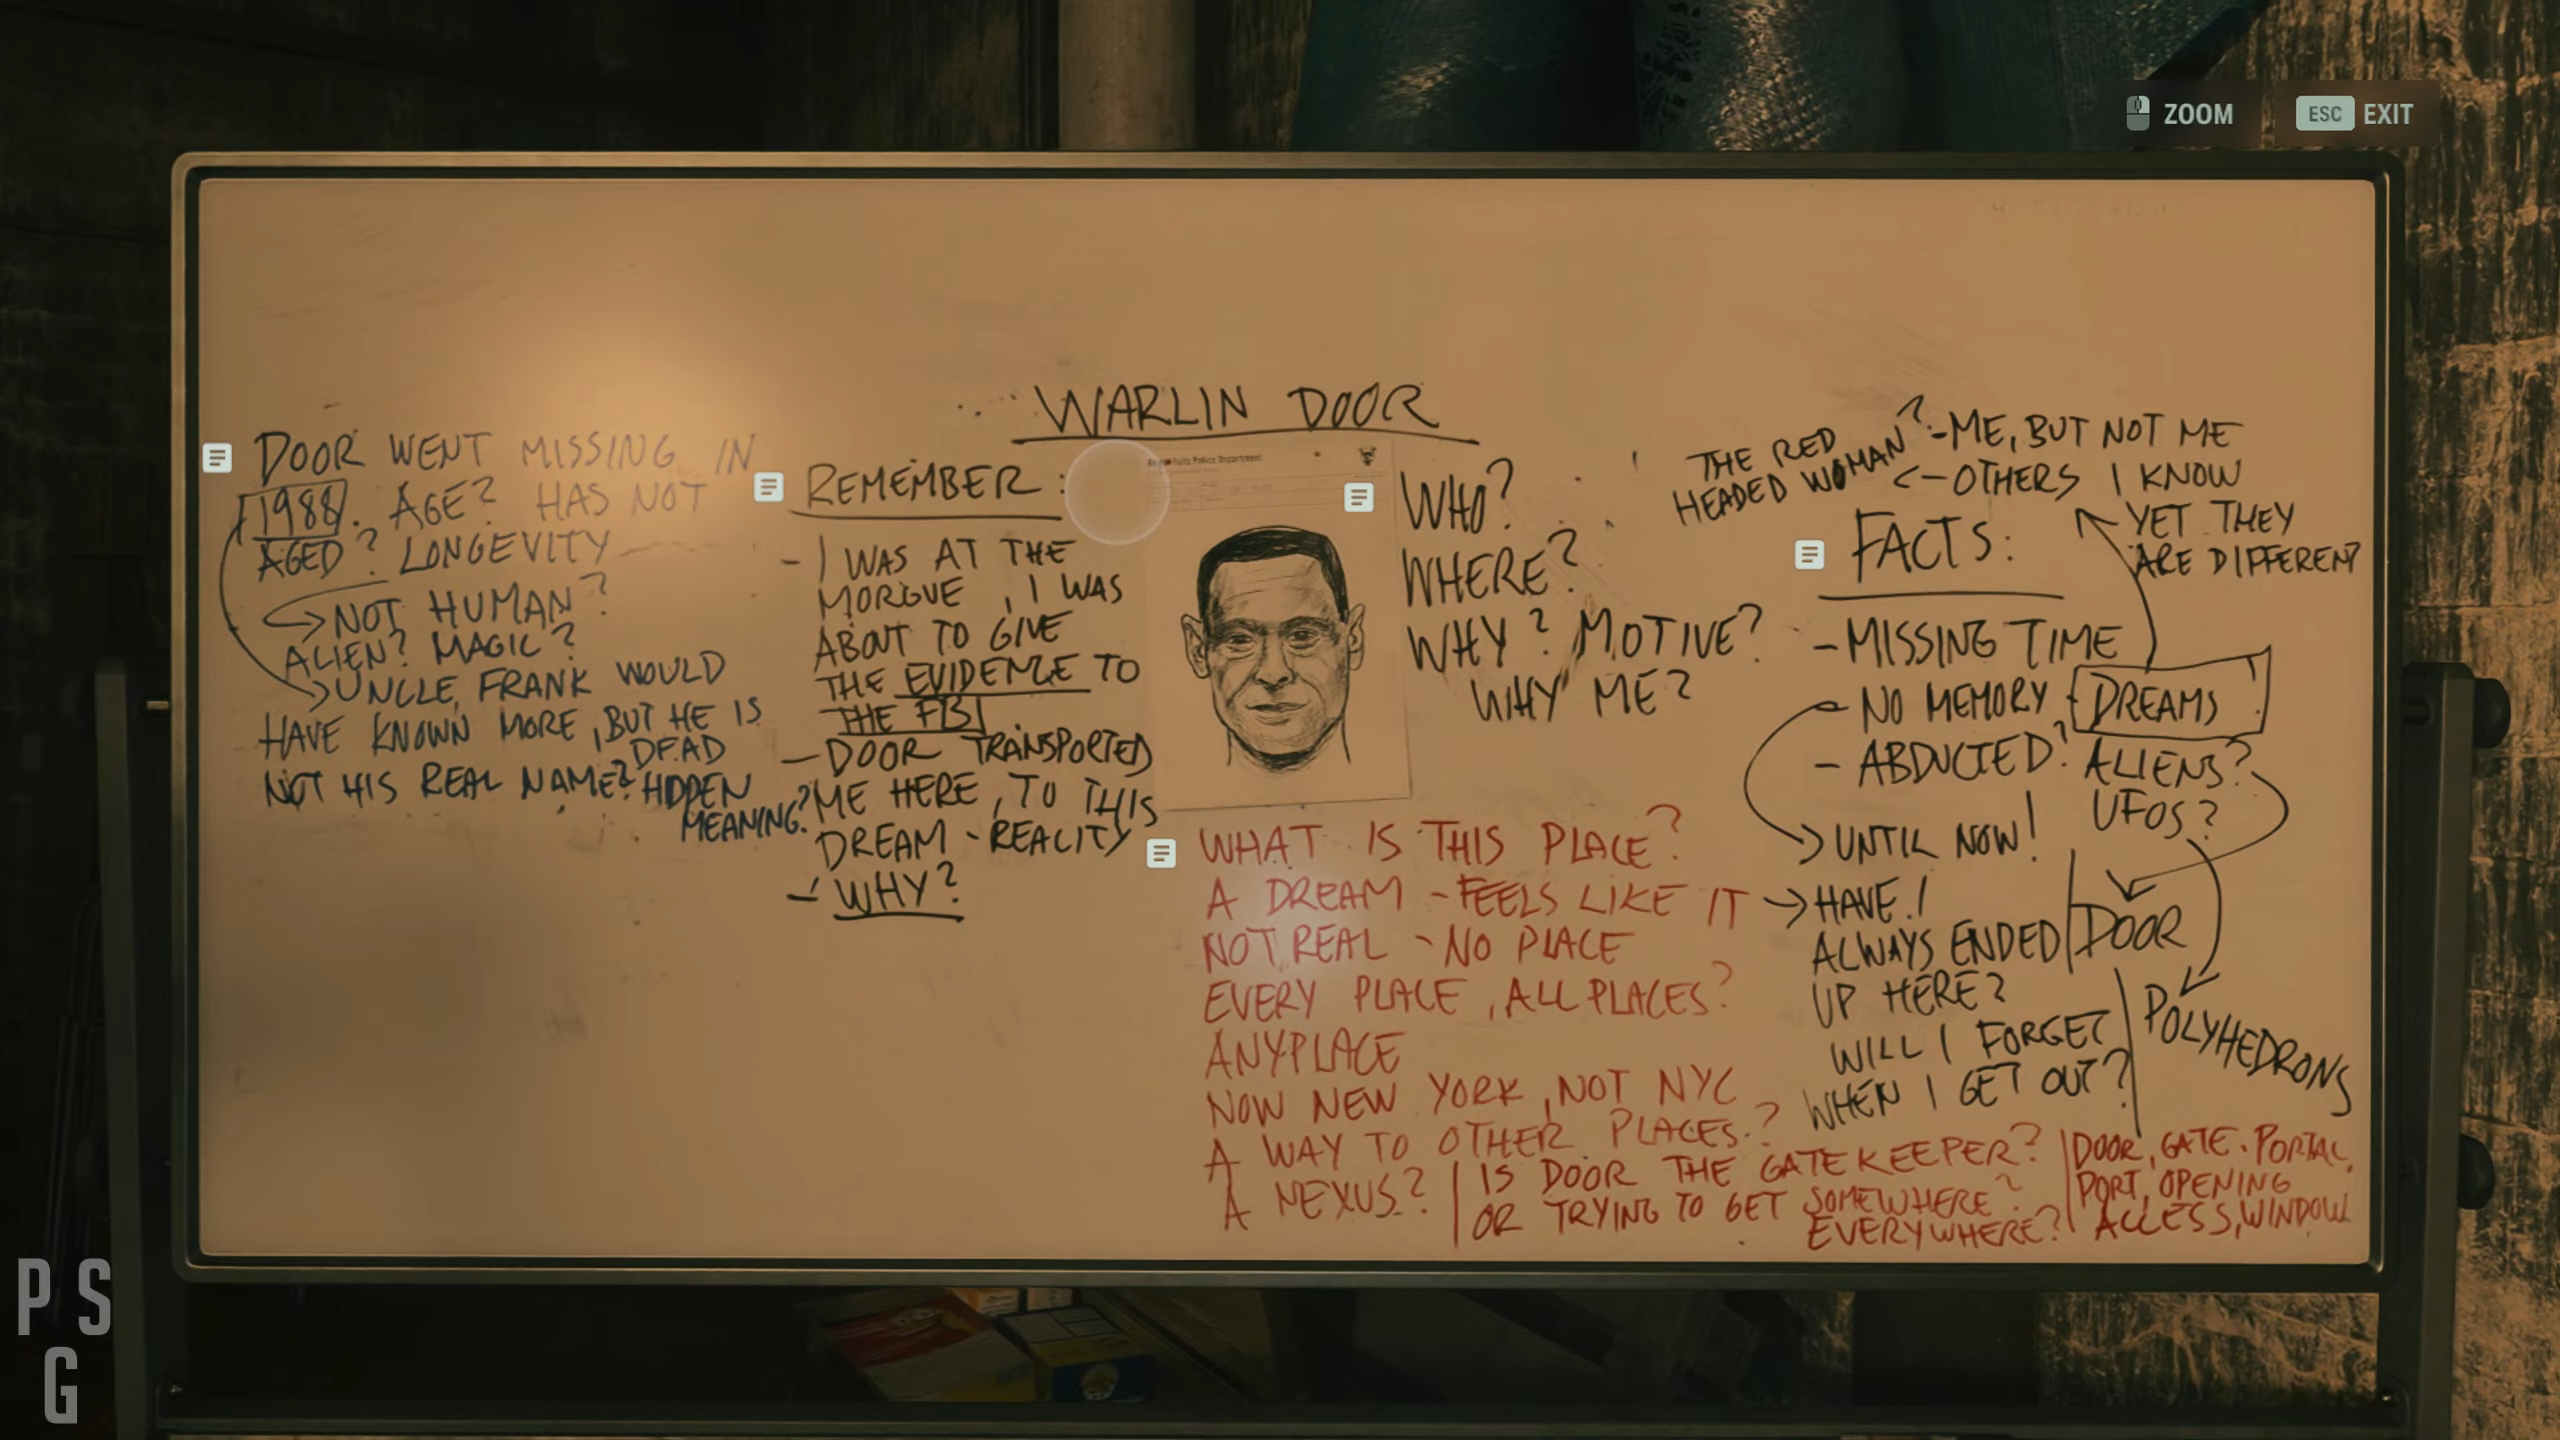 ZOOM
ESC EXIT
WARLIN DOOR
DOOR WENT MISSING IN
1988. AGE? HAS NOT
AGED? LONGEVITY
NOT HUMAN?
ALIEN? MAGIC?
UNCLE FRANK WOULD
HAVE KNOWN MORE, BUT HE IS
DEAD
NOT HIS REAL NAME? HIDDEN
MEANING?
REMEMBER:
- I WAS AT THE
MORGUE, I WAS
ABOUT TO GIVE
THE EVIDENCE TO
THE FBI
- DOOR TRANSPORTED
ME HERE, TO THIS
DREAM - REALITY
- WHY?
Falls Police Department
WHO?
WHERE?
WHY? MOTIVE?
WHY ME?
THE RED
HEADED WOMAN?
- ME, BUT NOT ME
- OTHERS I KNOW
YET THEY
ARE DIFFERENT
FACTS:
- MISSING TIME
- NO MEMORY - DREAMS
- ABDUCTED? ALIENS?
UFOS?
UNTIL NOW!
HAVE I
ALWAYS ENDED
UP HERE?
WILL I FORGET
WHEN I GET OUT?
DOOR
POLYHEDRONS
WHAT IS THIS PLACE?
A DREAM - FEELS LIKE IT
NOT REAL - NO PLACE
EVERY PLACE, ALL PLACES?
ANYPLACE
NOW NEW YORK, NOT NYC
A WAY TO OTHER PLACES?
A NEXUS?
IS DOOR THE GATEKEEPER?
OR TRYING TO GET SOMEWHERE?
EVERYWHERE?
DOOR, GATE. PORTAL,
PORT, OPENING
ACCESS, WINDOW
PS
G